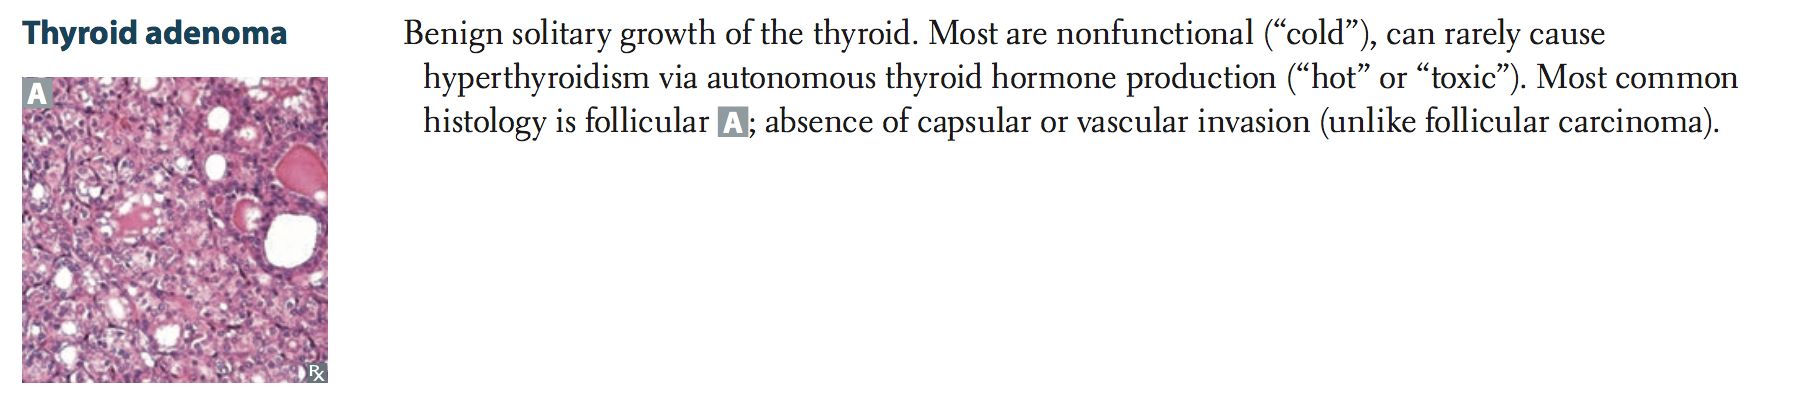 Thyroid adenoma
A
Rx
Benign solitary growth of the thyroid. Most are nonfunctional (“cold”), can rarely cause
hyperthyroidism via autonomous thyroid hormone production (“hot” or “toxic”). Most common
histology is follicular A; absence of capsular or vascular invasion (unlike follicular carcinoma).